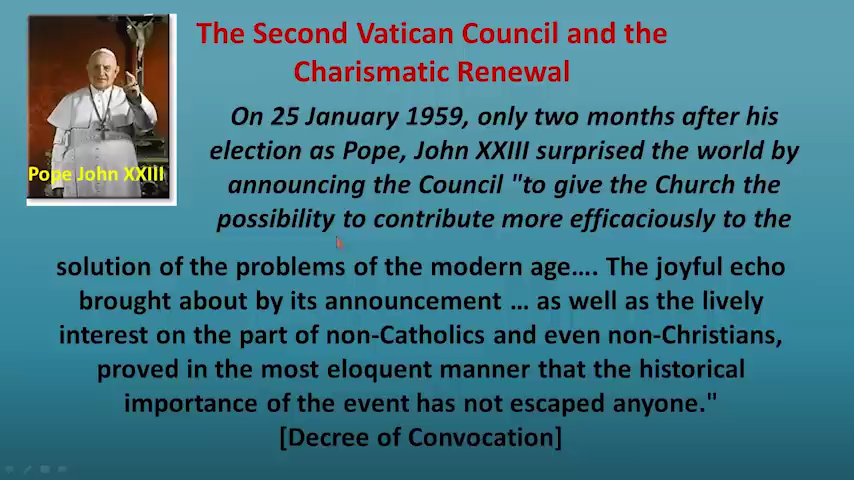 The Second Vatican Council and the
Charismatic Renewal
Pope John XXIII
On 25 January 1959, only two months after his
election as Pope, John XXIII surprised the world by
announcing the Council "to give the Church the
possibility to contribute more efficaciously to the
solution of the problems of the modern age.... The joyful echo
brought about by its announcement ... as well as the lively
interest on the part of non-Catholics and even non-Christians,
proved in the most eloquent manner that the historical
importance of the event has not escaped anyone."
[Decree of Convocation]